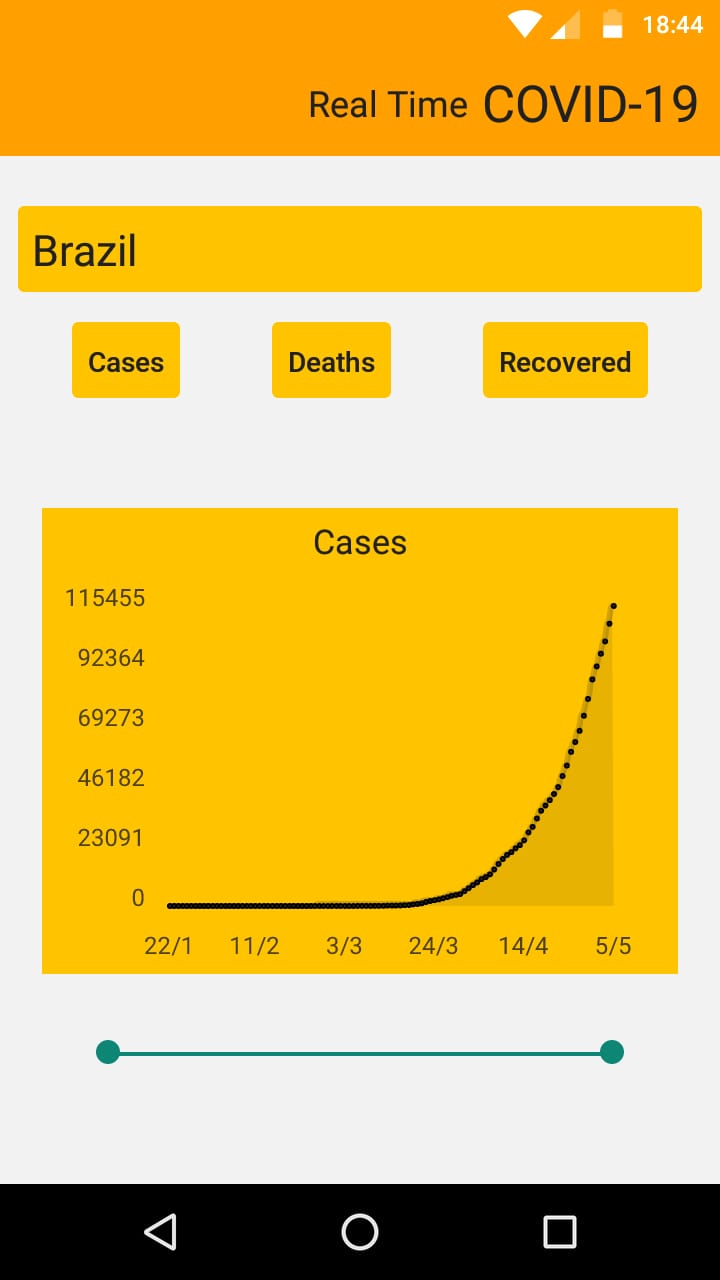 18:44
Real Time COVID-19
Brazil
Cases Deaths Recovered
Cases
115455
92364
69273
46182
23091
0
22/1 11/2 3/3 24/3 14/4 5/5